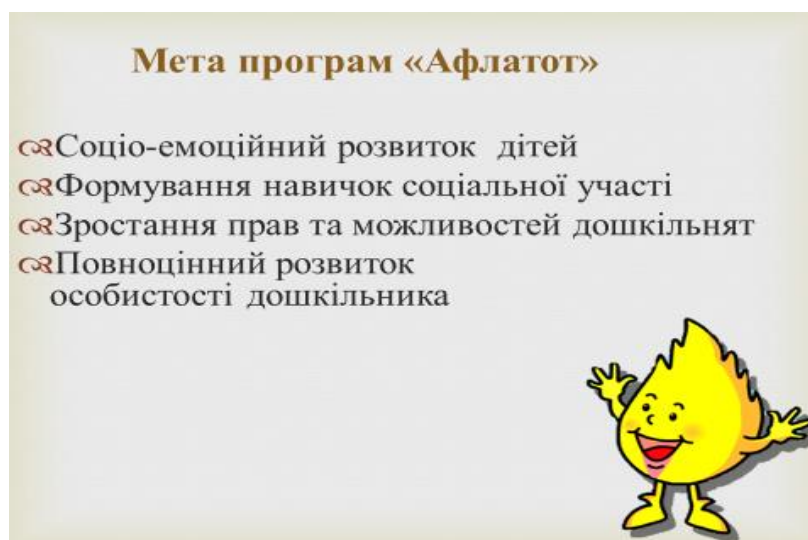 Мета програм «Афлатот»
Соціо-емоційний розвиток дітей
Формування навичок соціальної участі
Зростання прав та можливостей дошкільнят
Повноцінний розвиток
особистості дошкільника